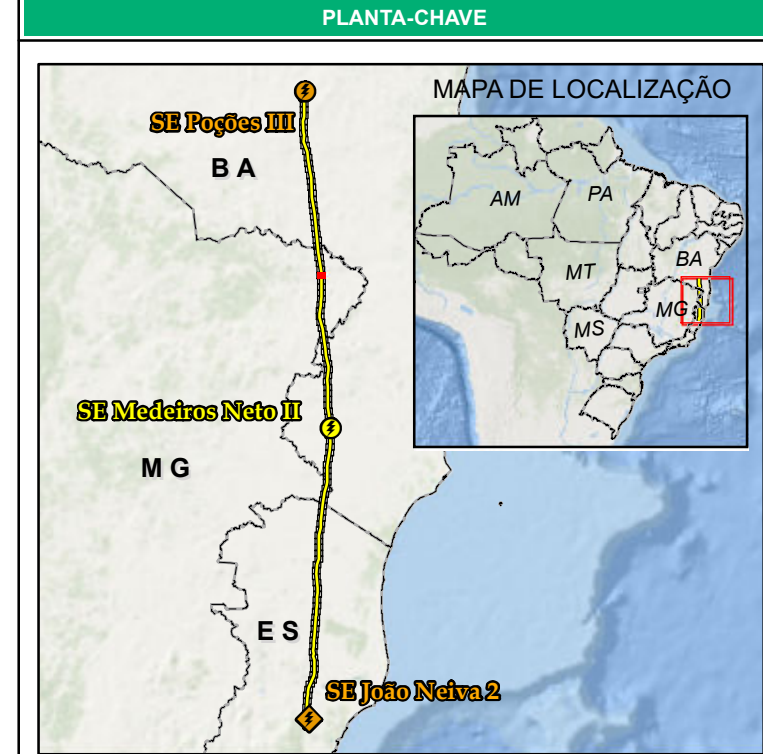 PLANTA-CHAVE
MAPA DE LOCALIZAÇÃO
SE Poções III
B A
AM
PA
BA
MT
MG
MS
SE Medeiros Neto II
M G
E S
SE João Neiva 2